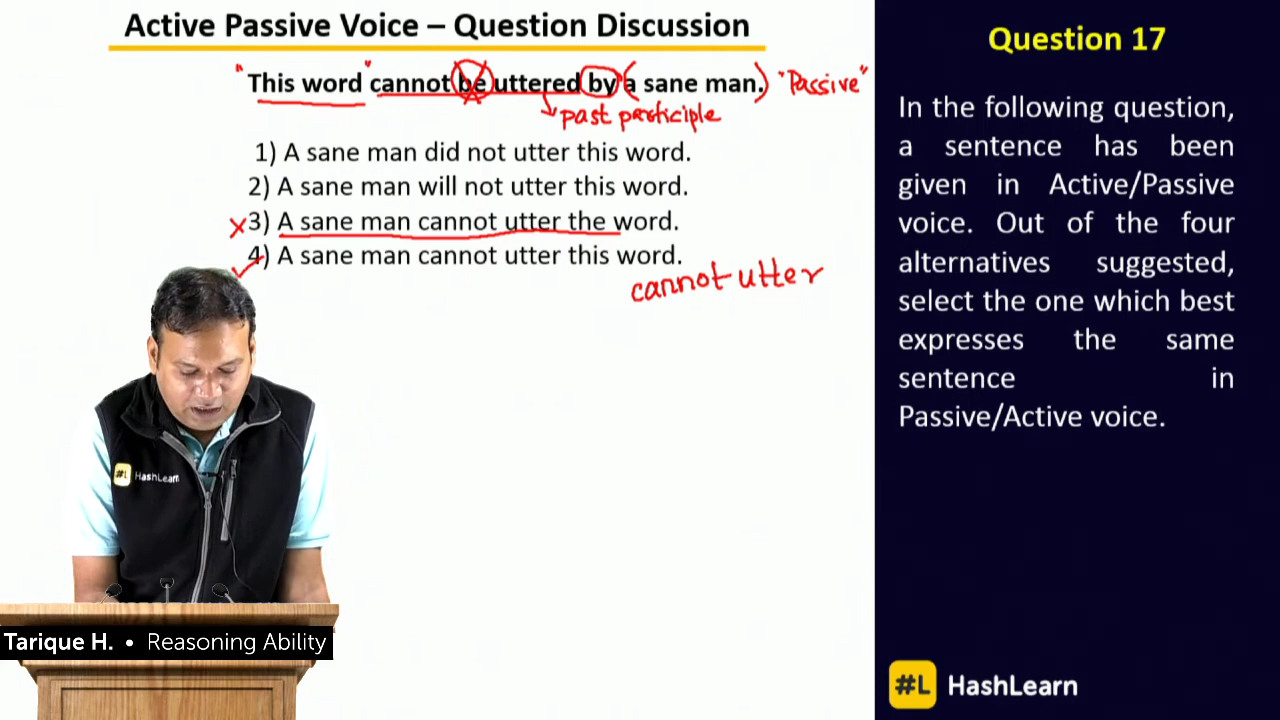 Active Passive Voice – Question Discussion
"This word" cannot be uttered by (a sane man.) "Passive"
past participle
1) A sane man did not utter this word.
2) A sane man will not utter this word.
3) A sane man cannot utter the word.
4) A sane man cannot utter this word.
cannot utter
#L HashLearn
Tarique H. • Reasoning Ability
Question 17
In the following question,
a sentence has been
given in Active/Passive
voice. Out of the four
alternatives suggested,
select the one which best
expresses the same
sentence in
Passive/Active voice.
#L HashLearn